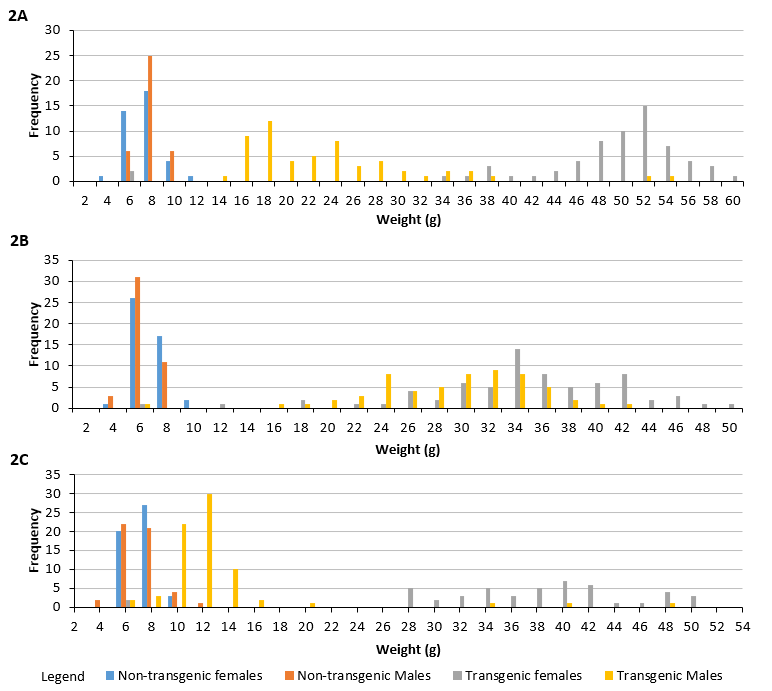 2A
30
25
20
15
10
5
0
Frequency
2 4 6 8 10 12 14 16 18 20 22 24 26 28 30 32 34 36 38 40 42 44 46 48 50 52 54 56 58 60
Weight (g)
2B
35
30
25
20
15
10
5
0
Frequency
2 4 6 8 10 12 14 16 18 20 22 24 26 28 30 32 34 36 38 40 42 44 46 48 50
Weight (g)
2C
35
30
25
20
15
10
5
0
Frequency
2 4 6 8 10 12 14 16 18 20 22 24 26 28 30 32 34 36 38 40 42 44 46 48 50 52 54
Weight (g)
Legend Non-transgenic females Non-transgenic Males Transgenic females Transgenic Males